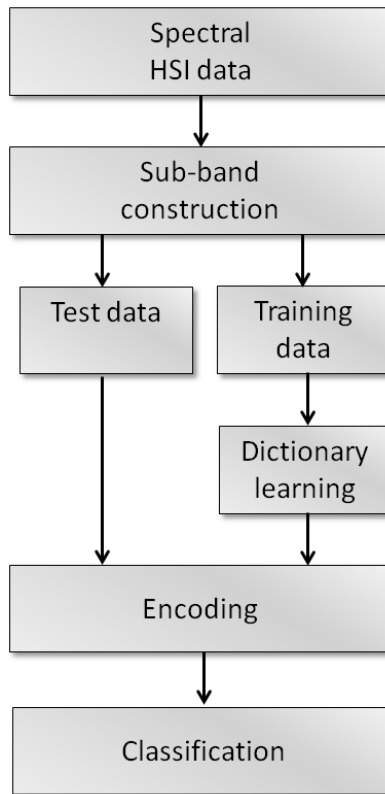 Spectral
HSI data
Sub-band
construction
Test data
Training
data
Dictionary
learning
Encoding
Classification